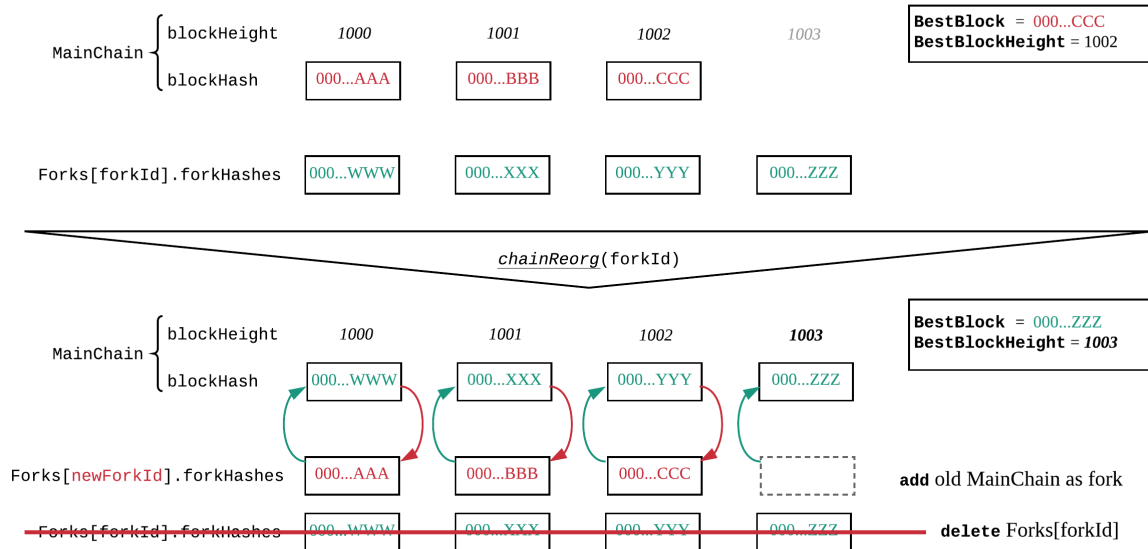 blockHeight 1000 1001 1002 1003
MainChain
blockHash 000...AAA 000...BBB 000...CCC
BestBlock = 000...CCC
BestBlockHeight = 1002
Forks[forkId].forkHashes 000...WWW 000...XXX 000...YYY 000...ZZZ
chainReorg(forkId)
blockHeight 1000 1001 1002 1003
MainChain
blockHash 000...WWW 000...XXX 000...YYY 000...ZZZ
BestBlock = 000...ZZZ
BestBlockHeight = 1003
Forks[newForkId].forkHashes 000...AAA 000...BBB 000...CCC add old MainChain as fork
Forks[forkId].forkHashes 000...WWW 000...XXX 000...YYY 000...ZZZ delete Forks[forkId]